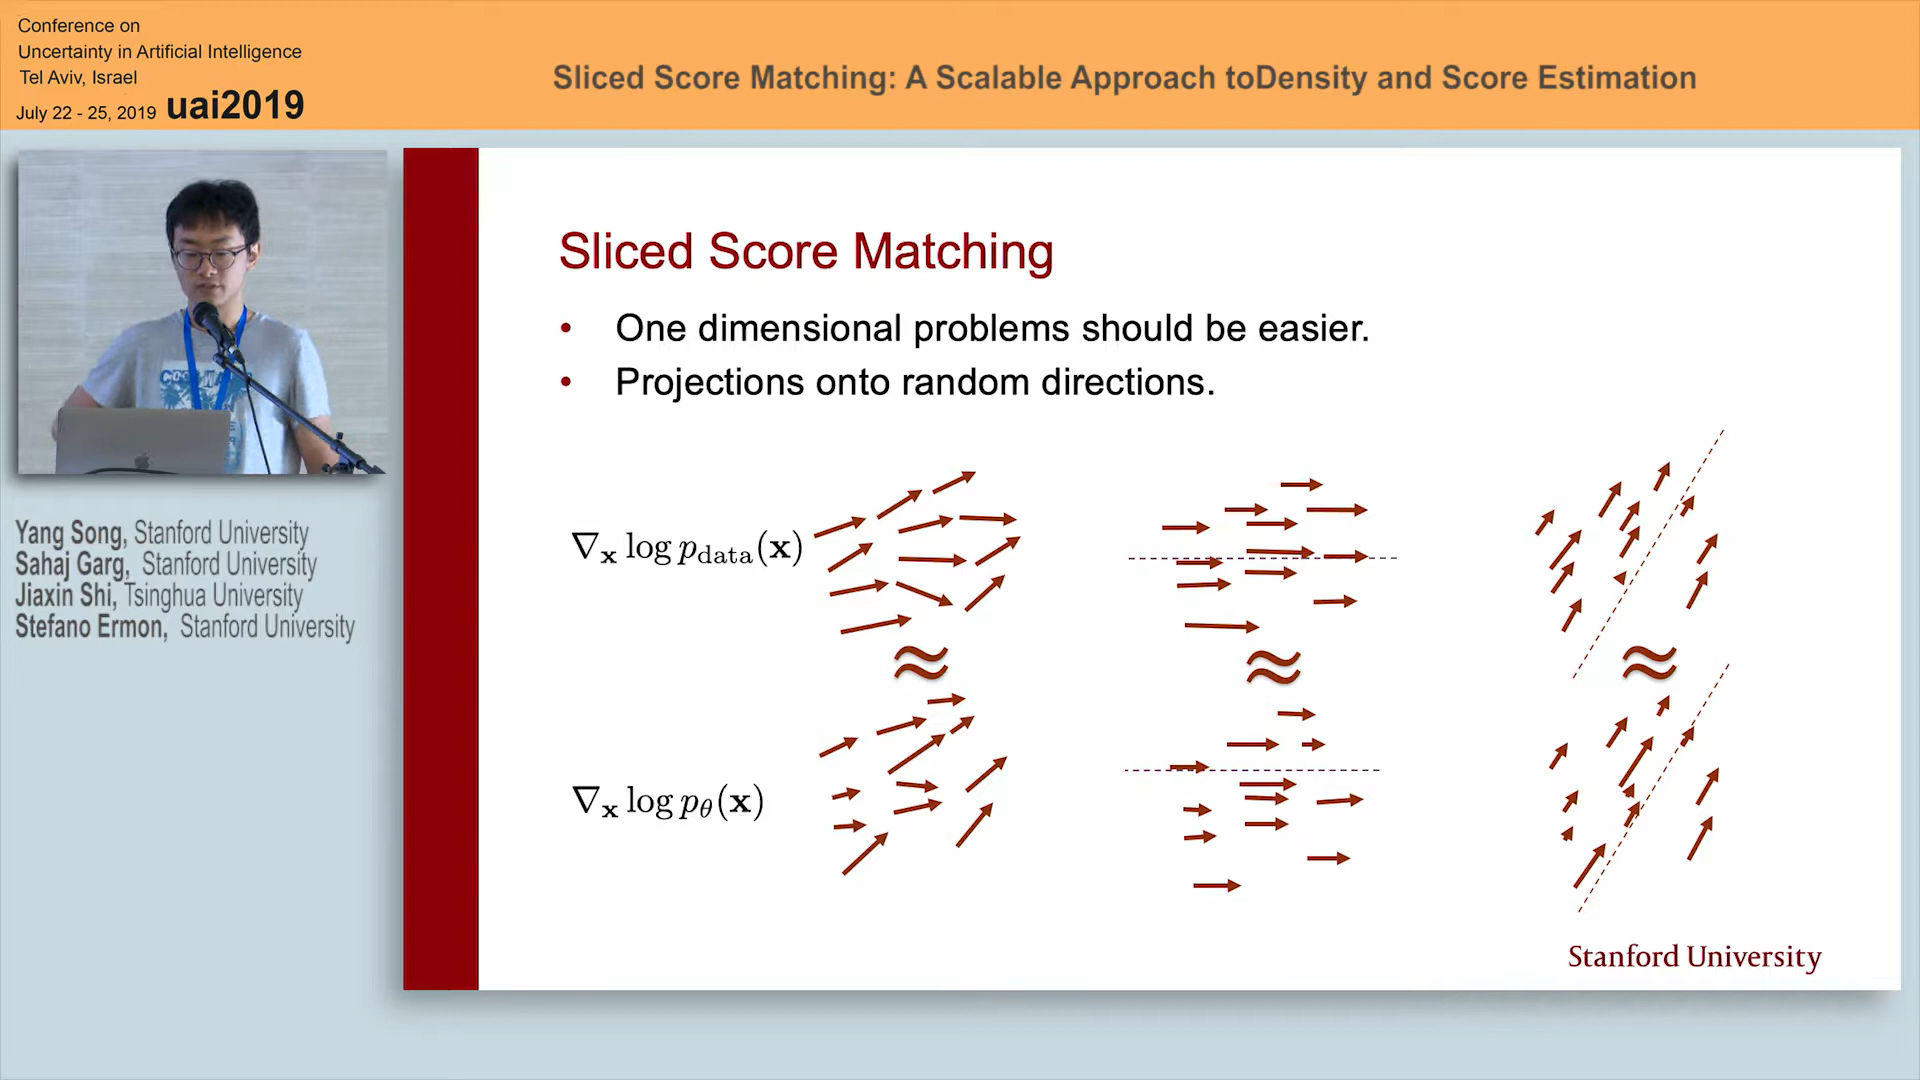 Conference on
Uncertainty in Artificial Intelligence
Tel Aviv, Israel
July 22 - 25, 2019 uai2019
Sliced Score Matching: A Scalable Approach toDensity and Score Estimation
Yang Song, Stanford University
Sahaj Garg, Stanford University
Jiaxin Shi, Tsinghua University
Stefano Ermon, Stanford University
Sliced Score Matching
• One dimensional problems should be easier.
• Projections onto random directions.
∇x log pdata(x)
≈ ≈ ≈
∇x log pθ(x)
Stanford University